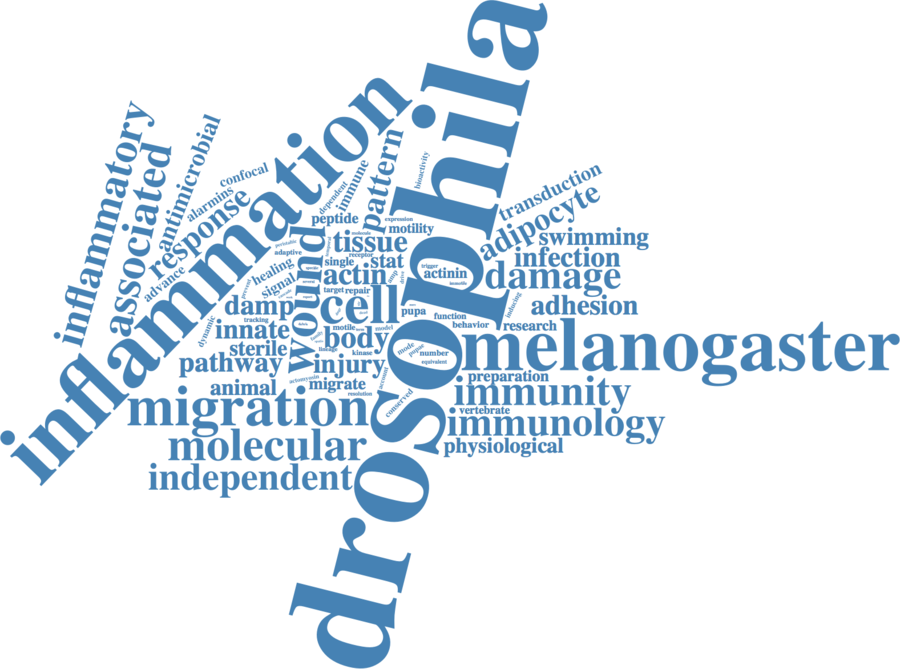 drosophila
inflammation
melanogaster
inflammatory
associated
antimicrobial
alarmins
confocal
response
advance
dependent
immune
pattern
bioactivity
transduction
adipocyte
swimming
infection
damage
adhesion
peptide
expression
motility
tissue
adaptive
single
receptor
stat
actin
trigger
actinin
wound
healing
signal
target
repair
cell
pupa
damp
tracking
innate
dynamic
sterile
pathway
motile
model
body
kinase
linkage
function
behavior
research
inducing
mode
number
equivalent
injury
animal
actomyosin
migrate
resolution
account
conserved
preparation
immunity
vertebrate
migration
immunology
molecular
physiological
independent